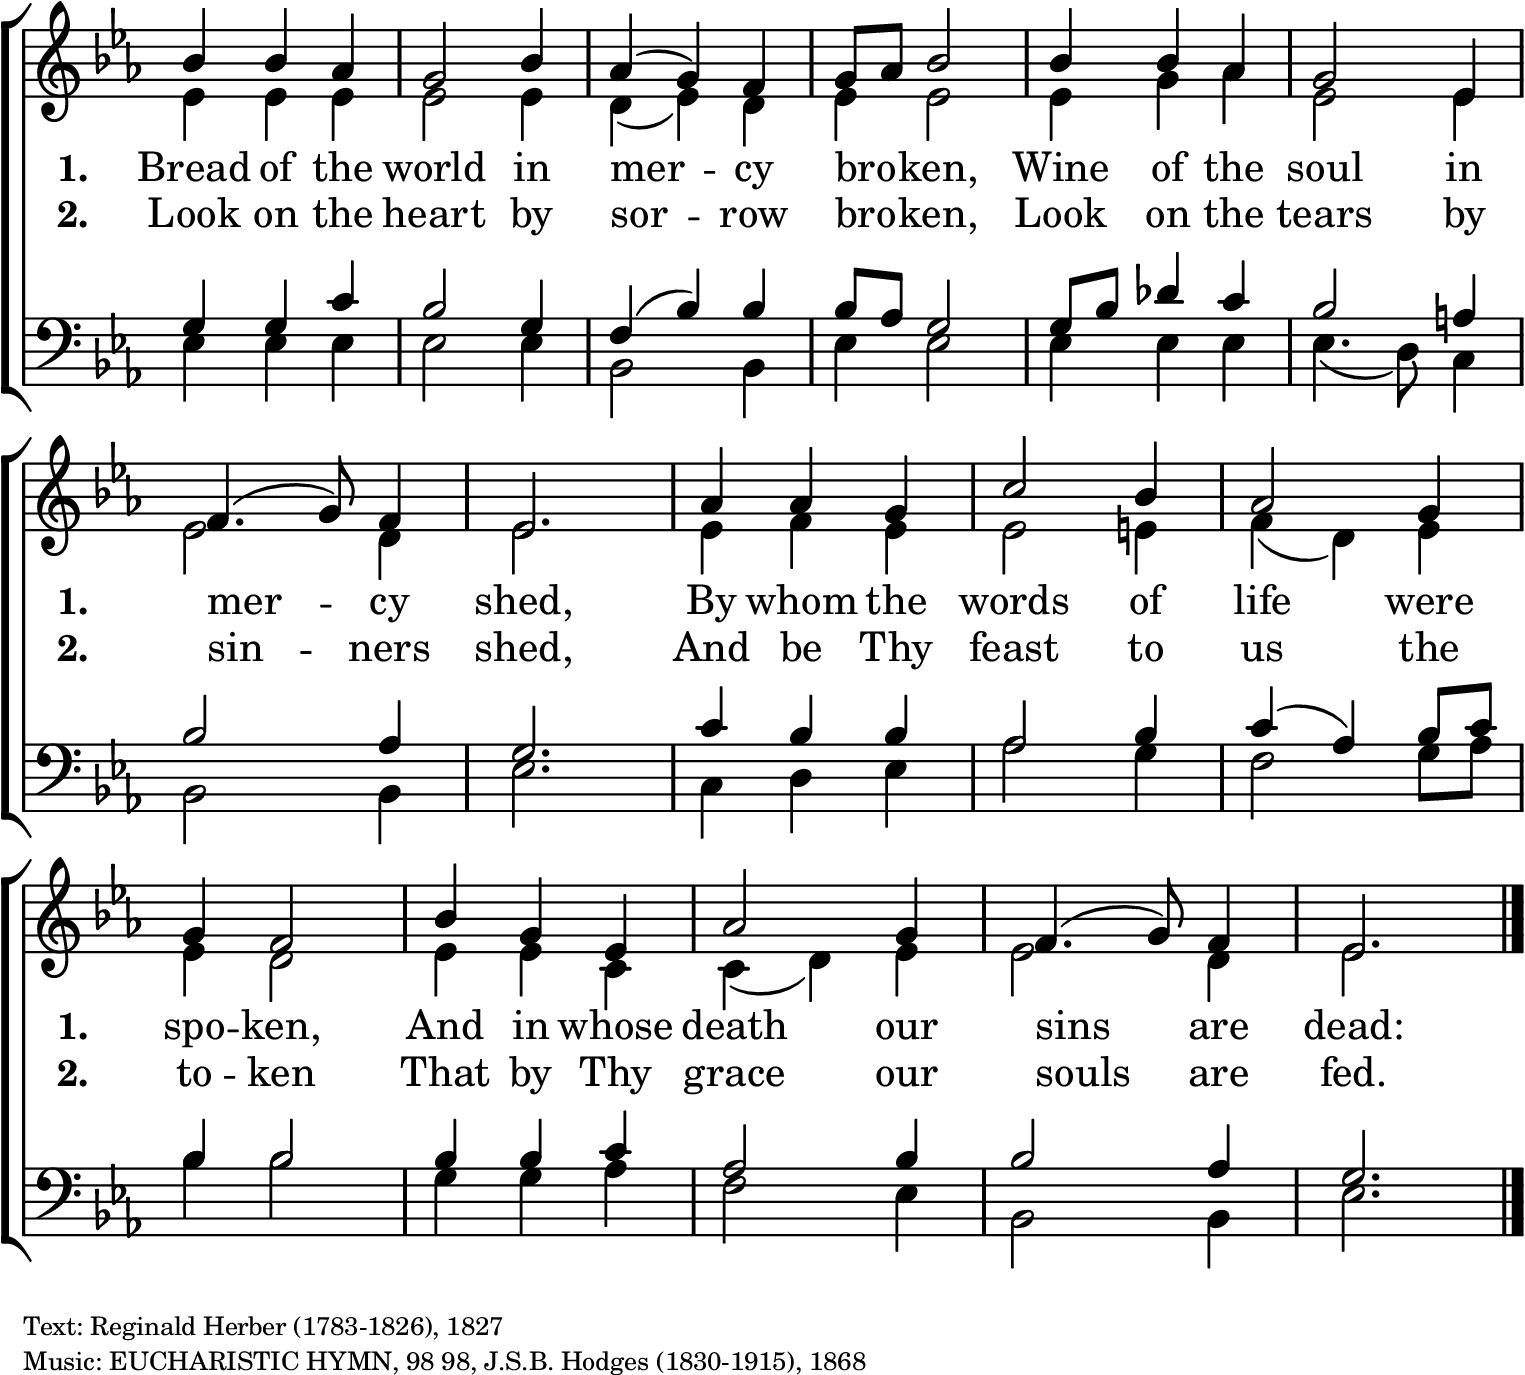 1. Bread of the world in mer -- cy bro -- ken, Wine of the soul in
2. Look on the heart by sor -- row bro -- ken, Look on the tears by
1. mer -- cy shed, By whom the words of life were
2. sin -- ners shed, And be Thy feast to us the
1. spo -- ken, And in whose death our sins are dead:
2. to -- ken That by Thy grace our souls are fed.
Text: Reginald Herber (1783-1826), 1827
Music: EUCHARISTIC HYMN, 98 98, J.S.B. Hodges (1830-1915), 1868